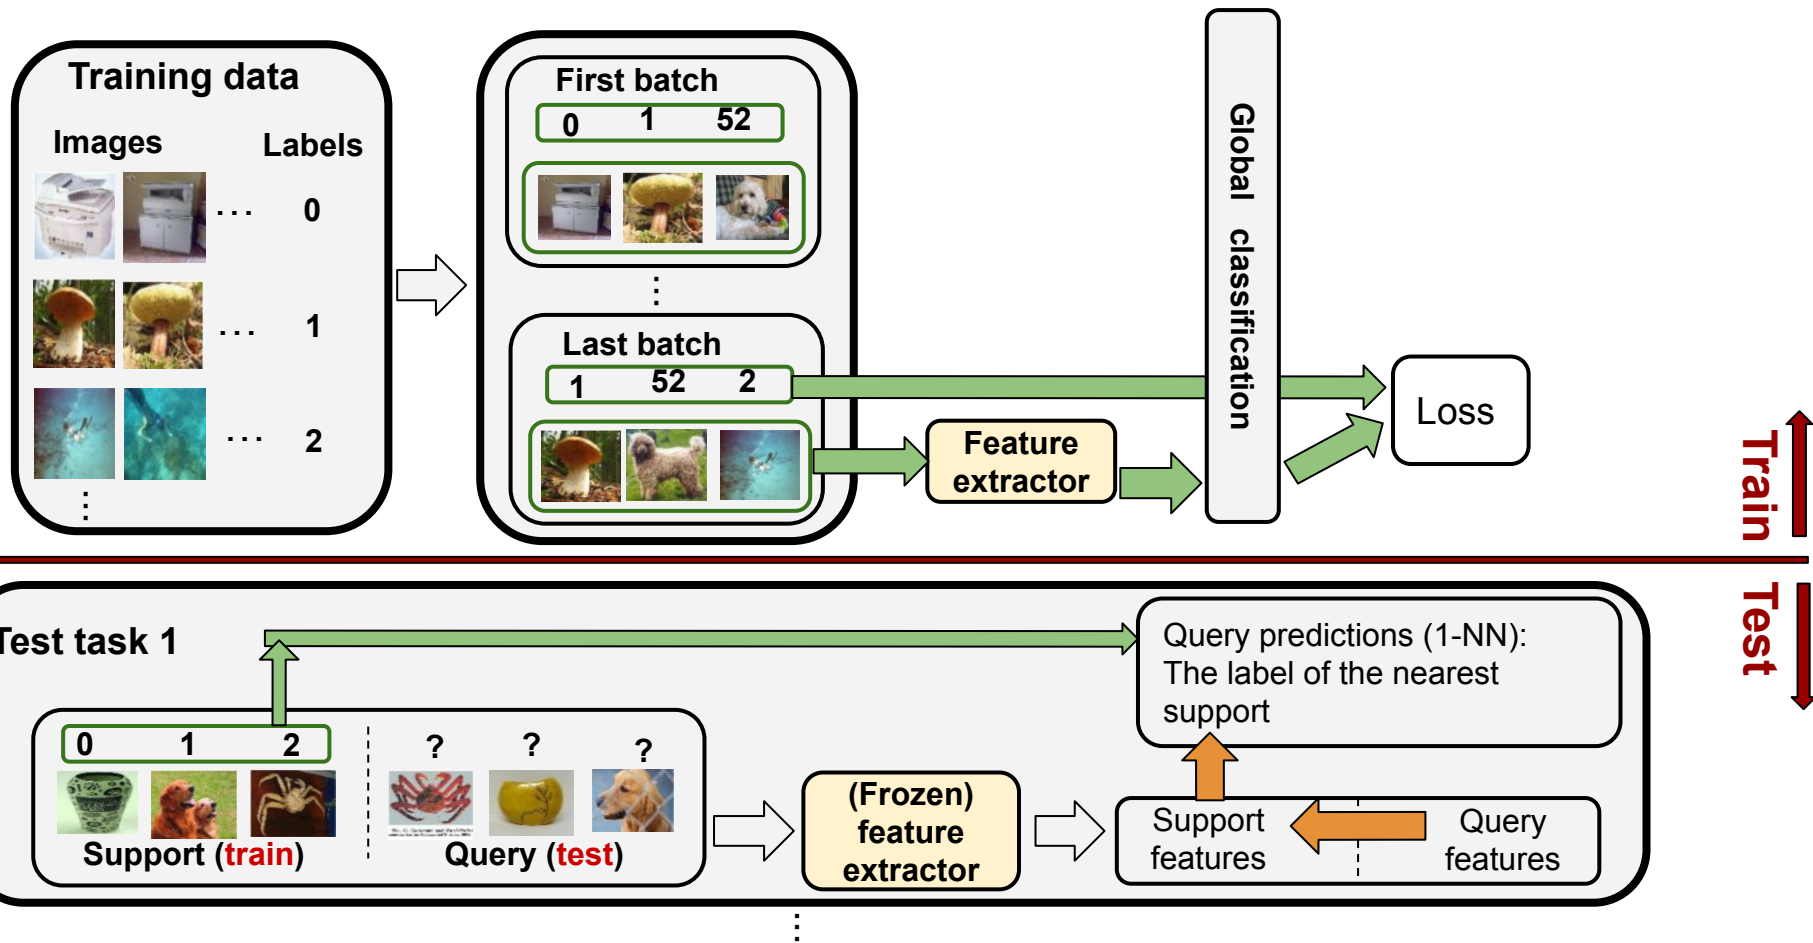 Training data
Images Labels
... 0
... 1
... 2
...
First batch
0 1 52
...
Last batch
1 52 2
Feature
extractor
Global classification
Loss
Train
Test
Test task 1
0 1 2 ? ? ?
Support (train) Query (test)
(Frozen)
feature
extractor
Query predictions (1-NN):
The label of the nearest
support
Support
features
Query
features
...